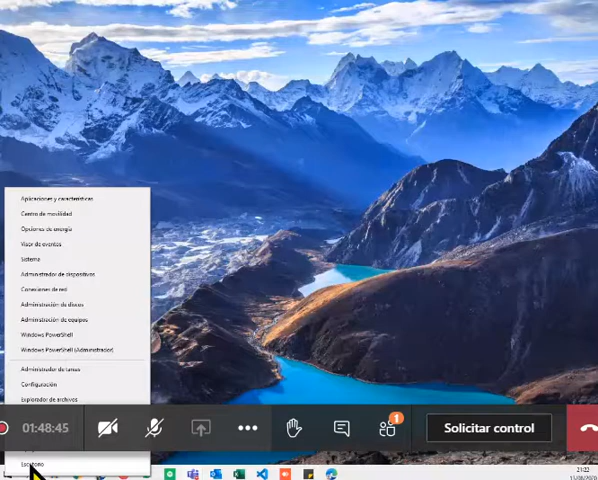 Aplicaciones y características
Centro de movilidad
Opciones de energía
Visor de eventos
Sistema
Administrador de dispositivos
Conexiones de red
Administración de discos
Administración de equipos
Windows PowerShell
Windows PowerShell (Administrador)
Administrador de tareas
Configuración
Explorador de archivos
01:48:45
1
Solicitar control
Escritorio
21:22